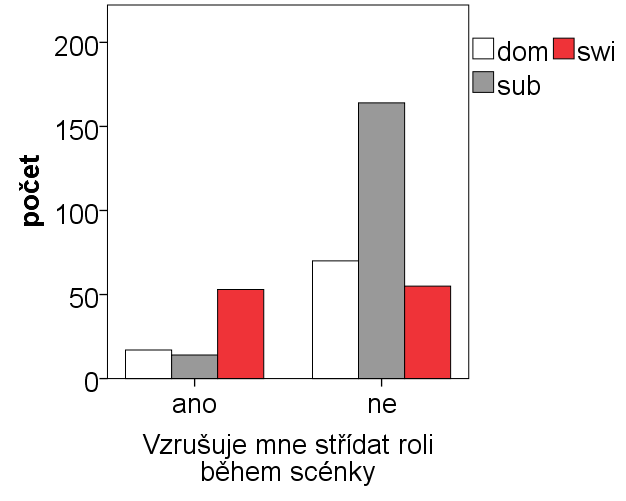 počet
200
150
100
50
0
dom swi
sub
ano ne
Vzrušuje mne střídat roli
během scénky